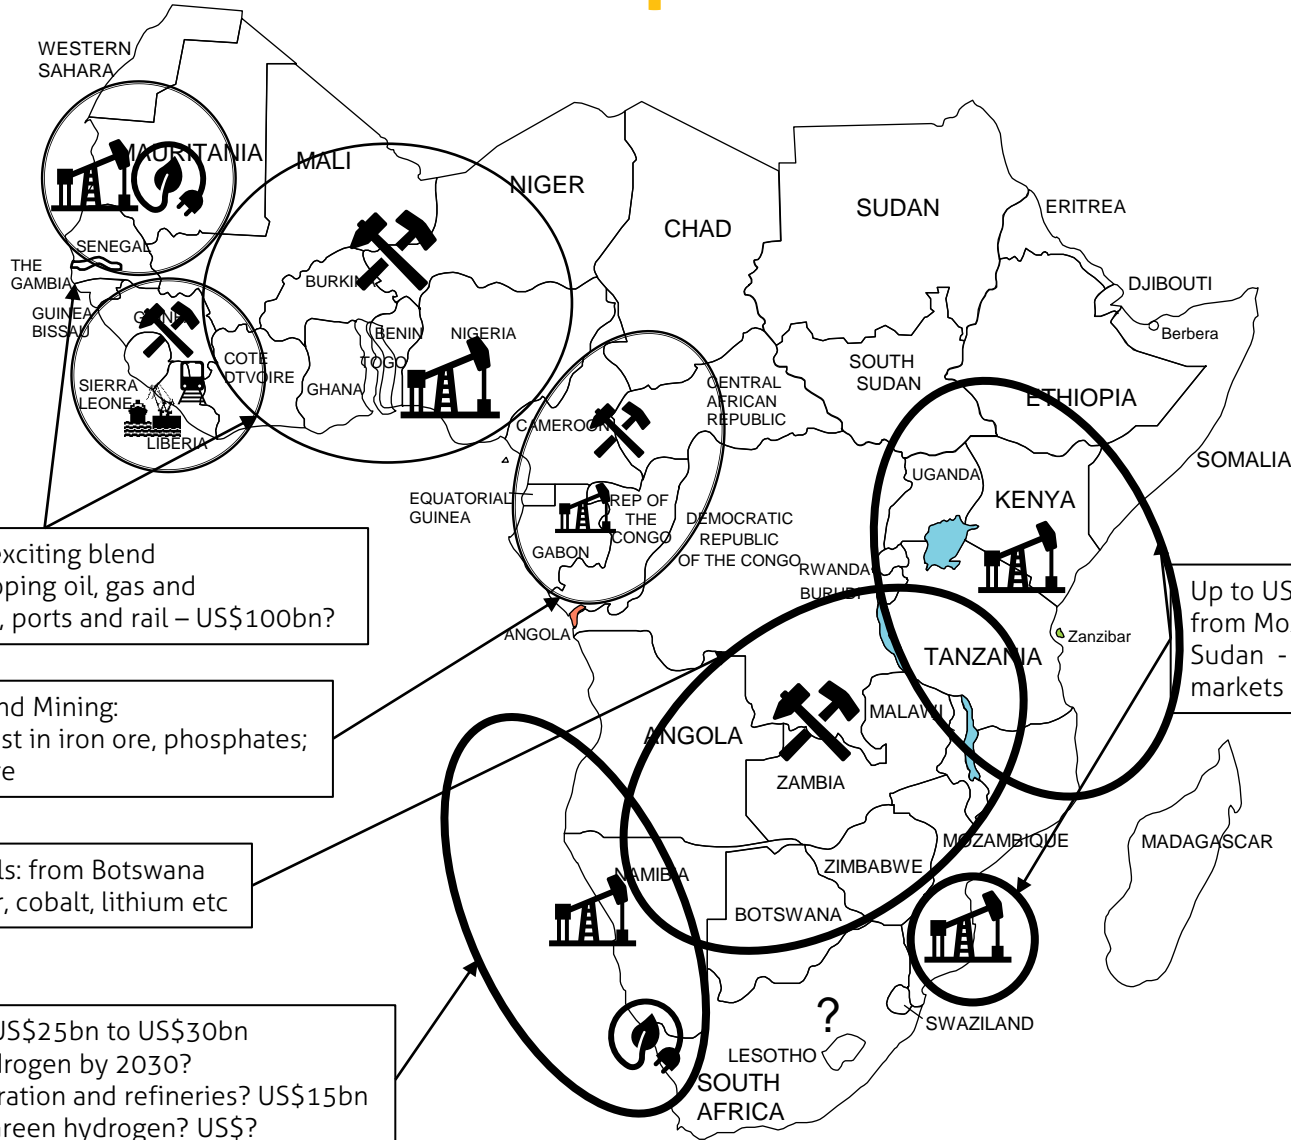 WESTERN
SAHARA
MAURITANIA
MALI
NIGER
CHAD
SUDAN
ERITREA
DJIBOUTI
Berbera
SENEGAL
THE
GAMBIA
GUINEA
BISSAU
BURKIN
BENIN
NIGERIA
TOGO
COTE
DTVOIRE
GHANA
SIERRA
LEONE
LIBERIA
CENTRAL
AFRICAN
REPUBLIC
SOUTH
SUDAN
ETHIOPIA
SOMALIA
CAMEROON
UGANDA
KENYA
EQUATORIAL
GUINEA
REP OF
THE
CONGO
GABON
DEMOCRATIC
REPUBLIC
OF THE CONGO
RWANDA
BURUDI
ANGOLA
Zanzibar
TANZANIA
exciting blend
oping oil, gas and
, ports and rail – US$100bn?
Up to US
from Mo
Sudan -
markets
nd Mining:
st in iron ore, phosphates;
e
ANGOLA
MALAWI
ZAMBIA
MOZAMBIQUE
MADAGASCAR
ls: from Botswana
r, cobalt, lithium etc
NAMIBIA
ZIMBABWE
BOTSWANA
?
SWAZILAND
LESOTHO
SOUTH
AFRICA
US$25bn to US$30bn
drogen by 2030?
ration and refineries? US$15bn
green hydrogen? US$?